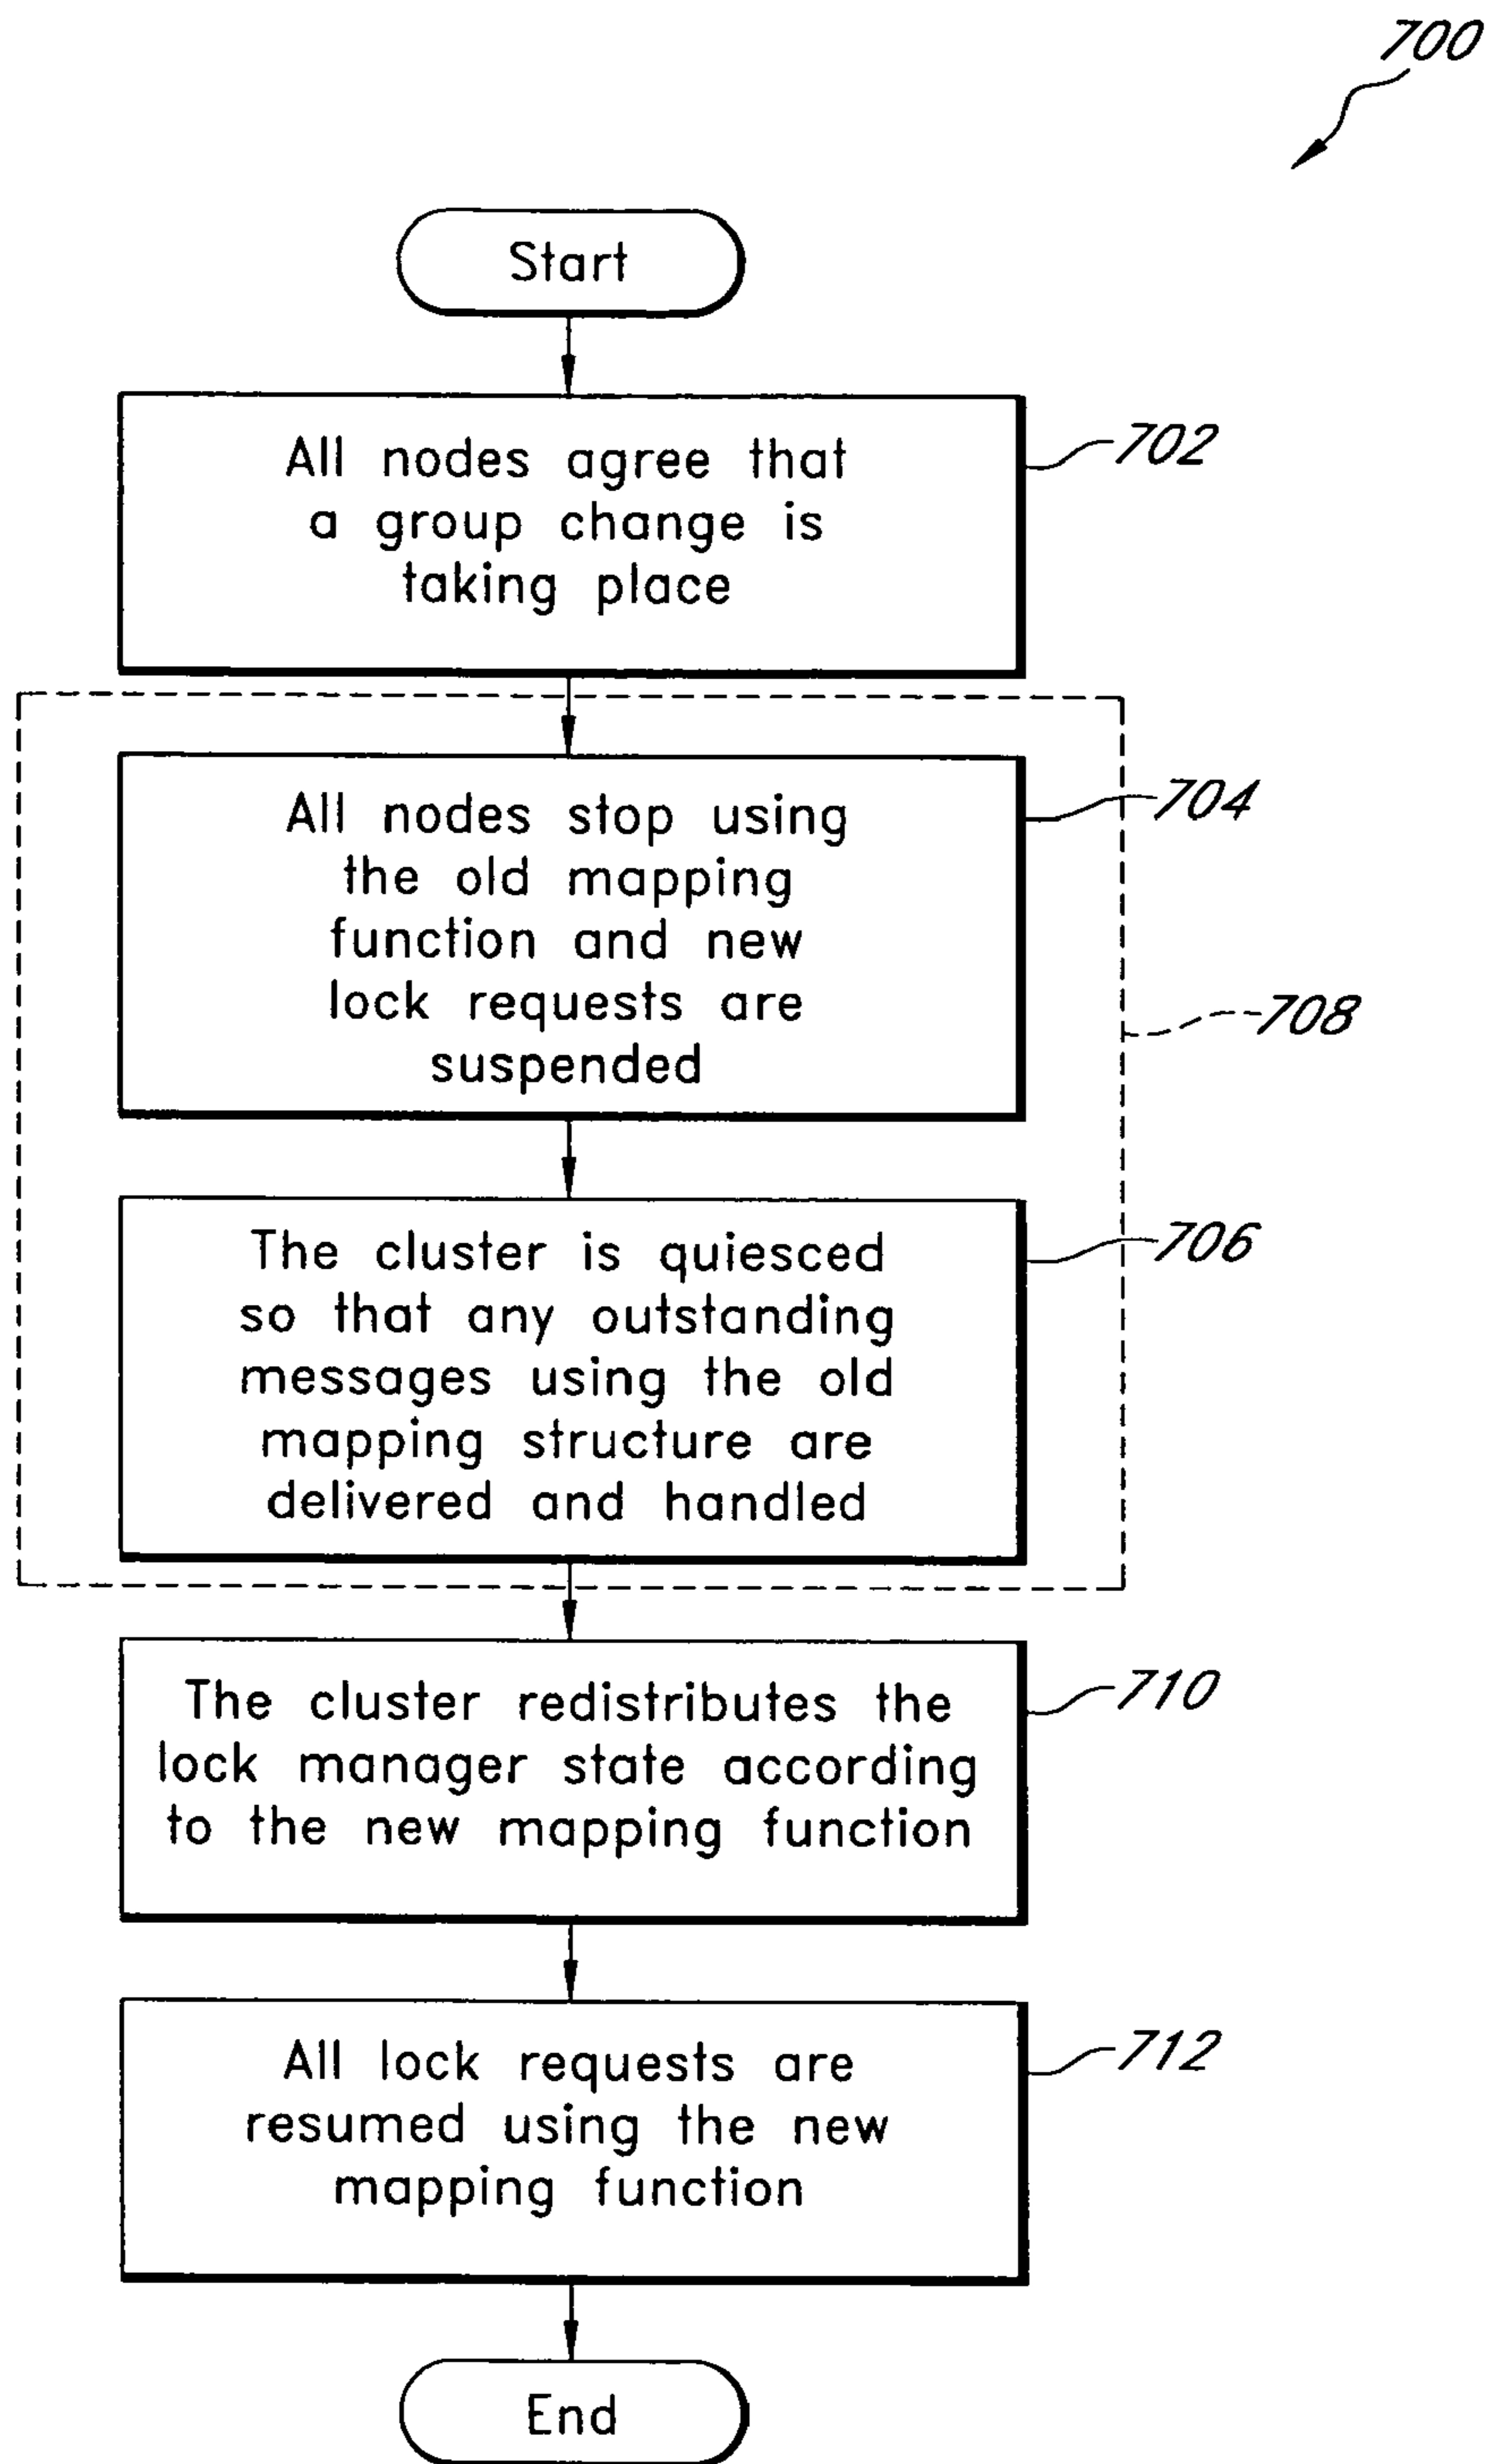 700
Start
All nodes agree that
a group change is
taking place
702
All nodes stop using
the old mapping
function and new
lock requests are
suspended
704
708
The cluster is quiesced
so that any outstanding
messages using the old
mapping structure are
delivered and handled
706
The cluster redistributes the
lock manager state according
to the new mapping function
710
All lock requests are
resumed using the new
mapping function
712
End